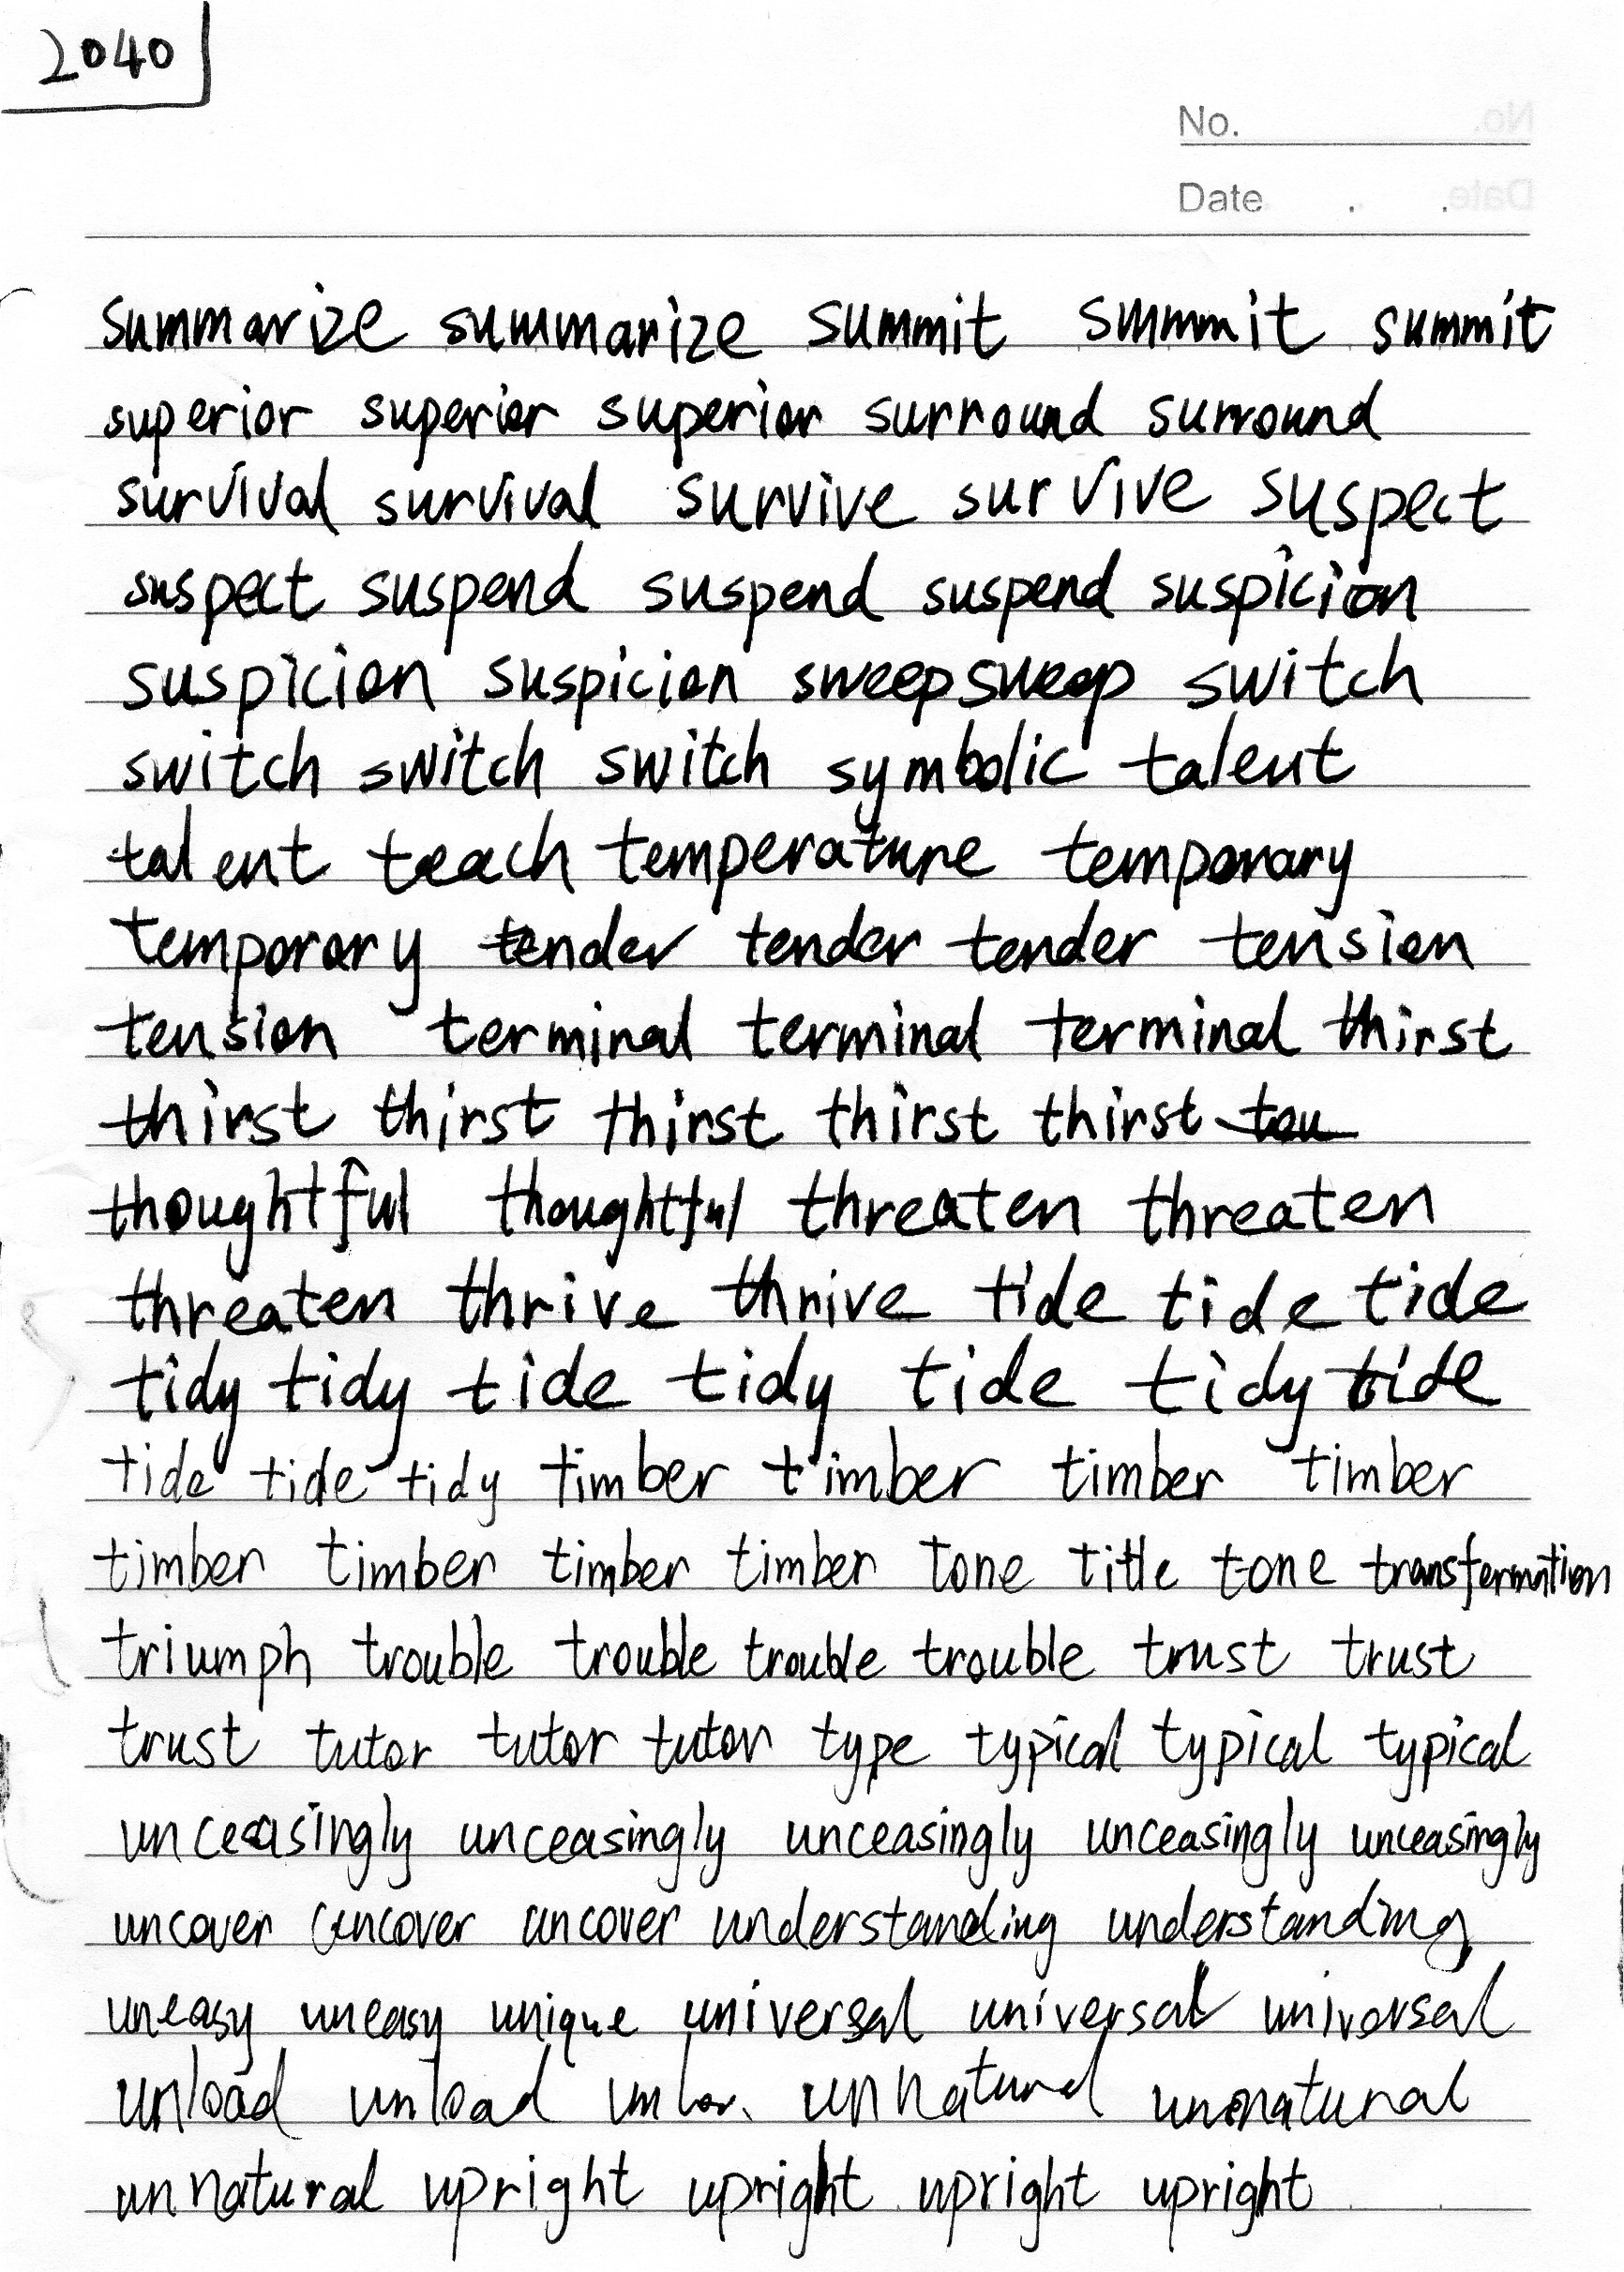 2040
No.
Date . .
summarize summarize summit summit summit
superior superior superior surround surround
survival survival survive survive suspect
suspect suspend suspend suspend suspicion
suspicion suspicion sweep sweep switch
switch switch switch symbolic talent
talent teach temperature temporary
temporary tender tender tender tension
tension terminal terminal terminal thirst
thirst thirst thirst thirst thirst
thoughtful thoughtful threaten threaten
threaten thrive thrive tide tide tide
tidy tidy tide tidy tide tidy tide
tide tide tidy timber timber timber timber
timber timber timber timber tone title tone transformation
triumph trouble trouble trouble trouble trust trust
trust tutor tutor tutor type typical typical typical
unceasingly unceasingly unceasingly unceasingly unceasingly
uncover uncover uncover understanding understanding
uneasy uneasy unique universal universal universal
unload unload unnatural unnatural
unnatural upright upright upright upright